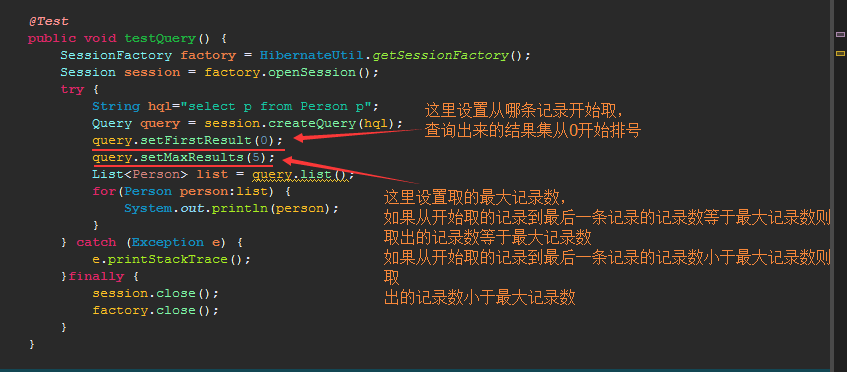 @Test
public void testQuery() {
SessionFactory factory = HibernateUtil.getSessionFactory();
Session session = factory.openSession();
try {
String hql="select p from Person p";
Query query = session.createQuery(hql);
query.setFirstResult(0);
query.setMaxResults(5);
List<Person> list = query.list();
for(Person person:list) {
System.out.println(person);
}
} catch (Exception e) {
e.printStackTrace();
}finally {
session.close();
factory.close();
}
}
这里设置从哪条记录开始取，
查询出来的结果集从0开始排号
这里设置取的最大记录数，
如果从开始取的记录到最后一条记录的记录数等于最大记录数则
取出的记录数等于最大记录数
如果从开始取的记录到最后一条记录的记录数小于最大记录数则
取
出的记录数小于最大记录数